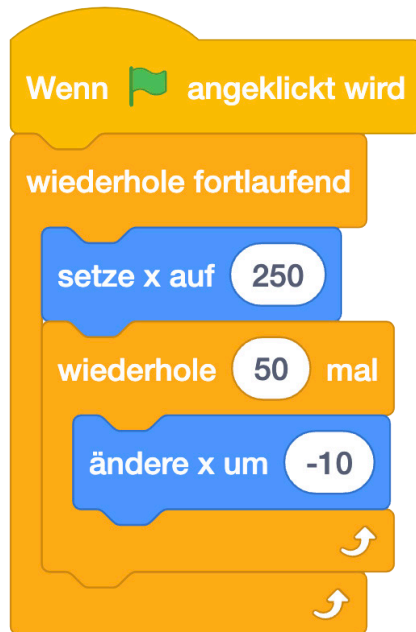 Wenn angeklickt wird
wiederhole fortlaufend
setze x auf 250
wiederhole 50 mal
ändere x um -10